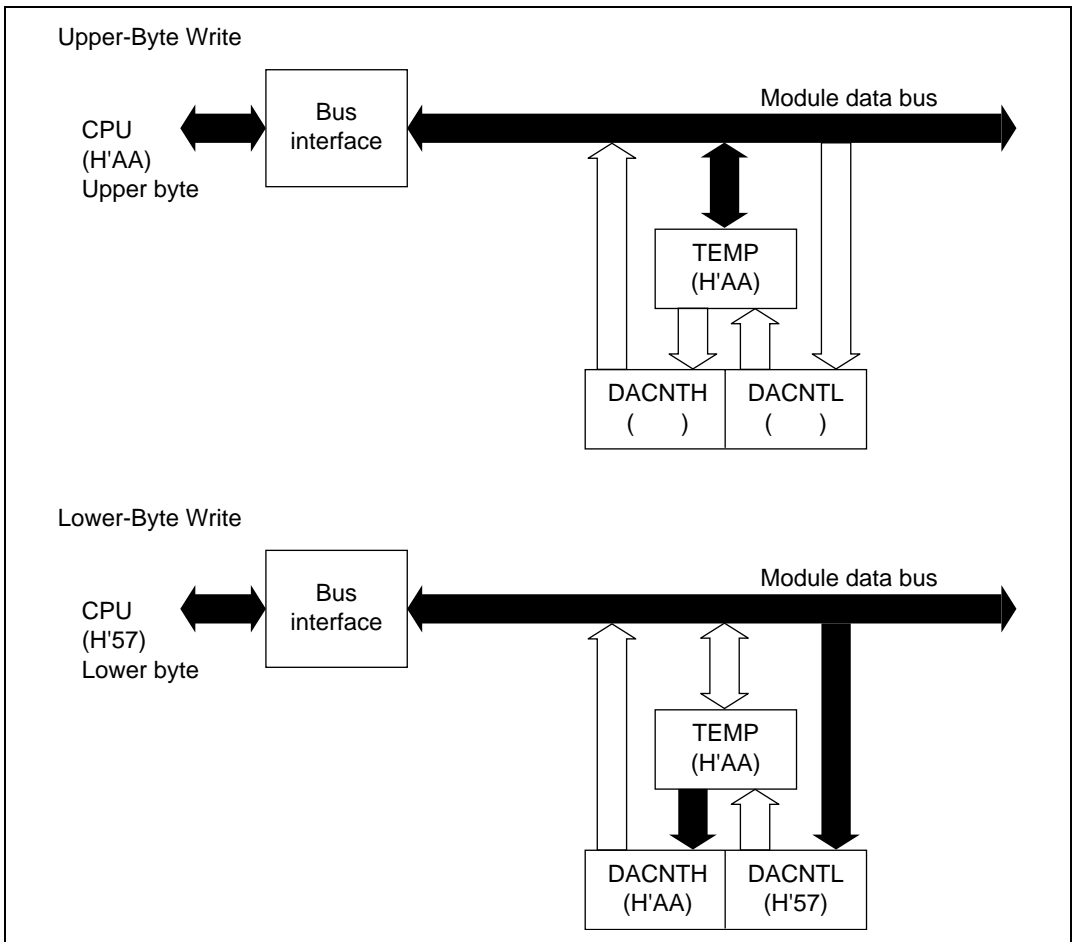 Upper-Byte Write
CPU
(H'AA)
Upper byte
Bus
interface
Module data bus
TEMP
(H'AA)
DACNTH
( )
DACNTL
( )
Lower-Byte Write
CPU
(H'57)
Lower byte
Bus
interface
Module data bus
TEMP
(H'AA)
DACNTH
(H'AA)
DACNTL
(H'57)